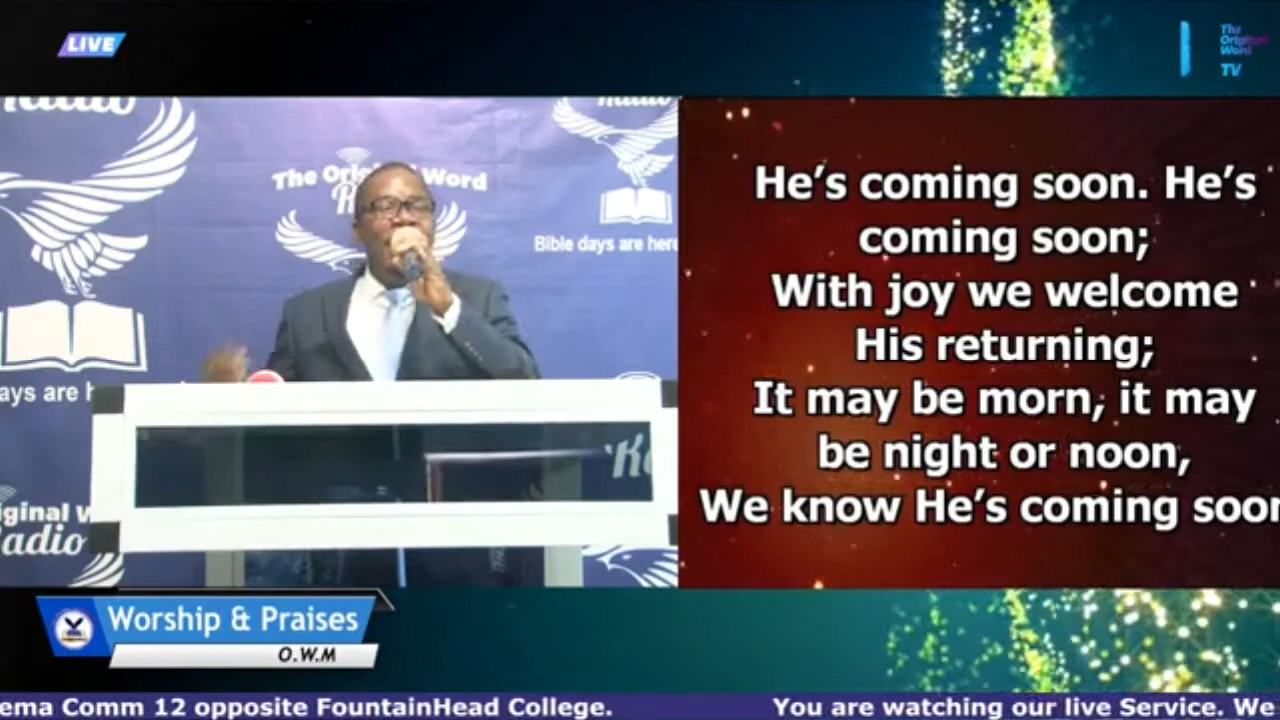 LIVE
The
Original
Word
TV
Radio
Radio
The Original Word
Bible days are here
He's coming soon. He's
coming soon;
With joy we welcome
His returning;
It may be morn, it may
be night or noon,
We know He's coming soon
ays are h
iginal W
adio
Worship & Praises
O.W.M
ema Comm 12 opposite FountainHead College.
You are watching our live Service. We